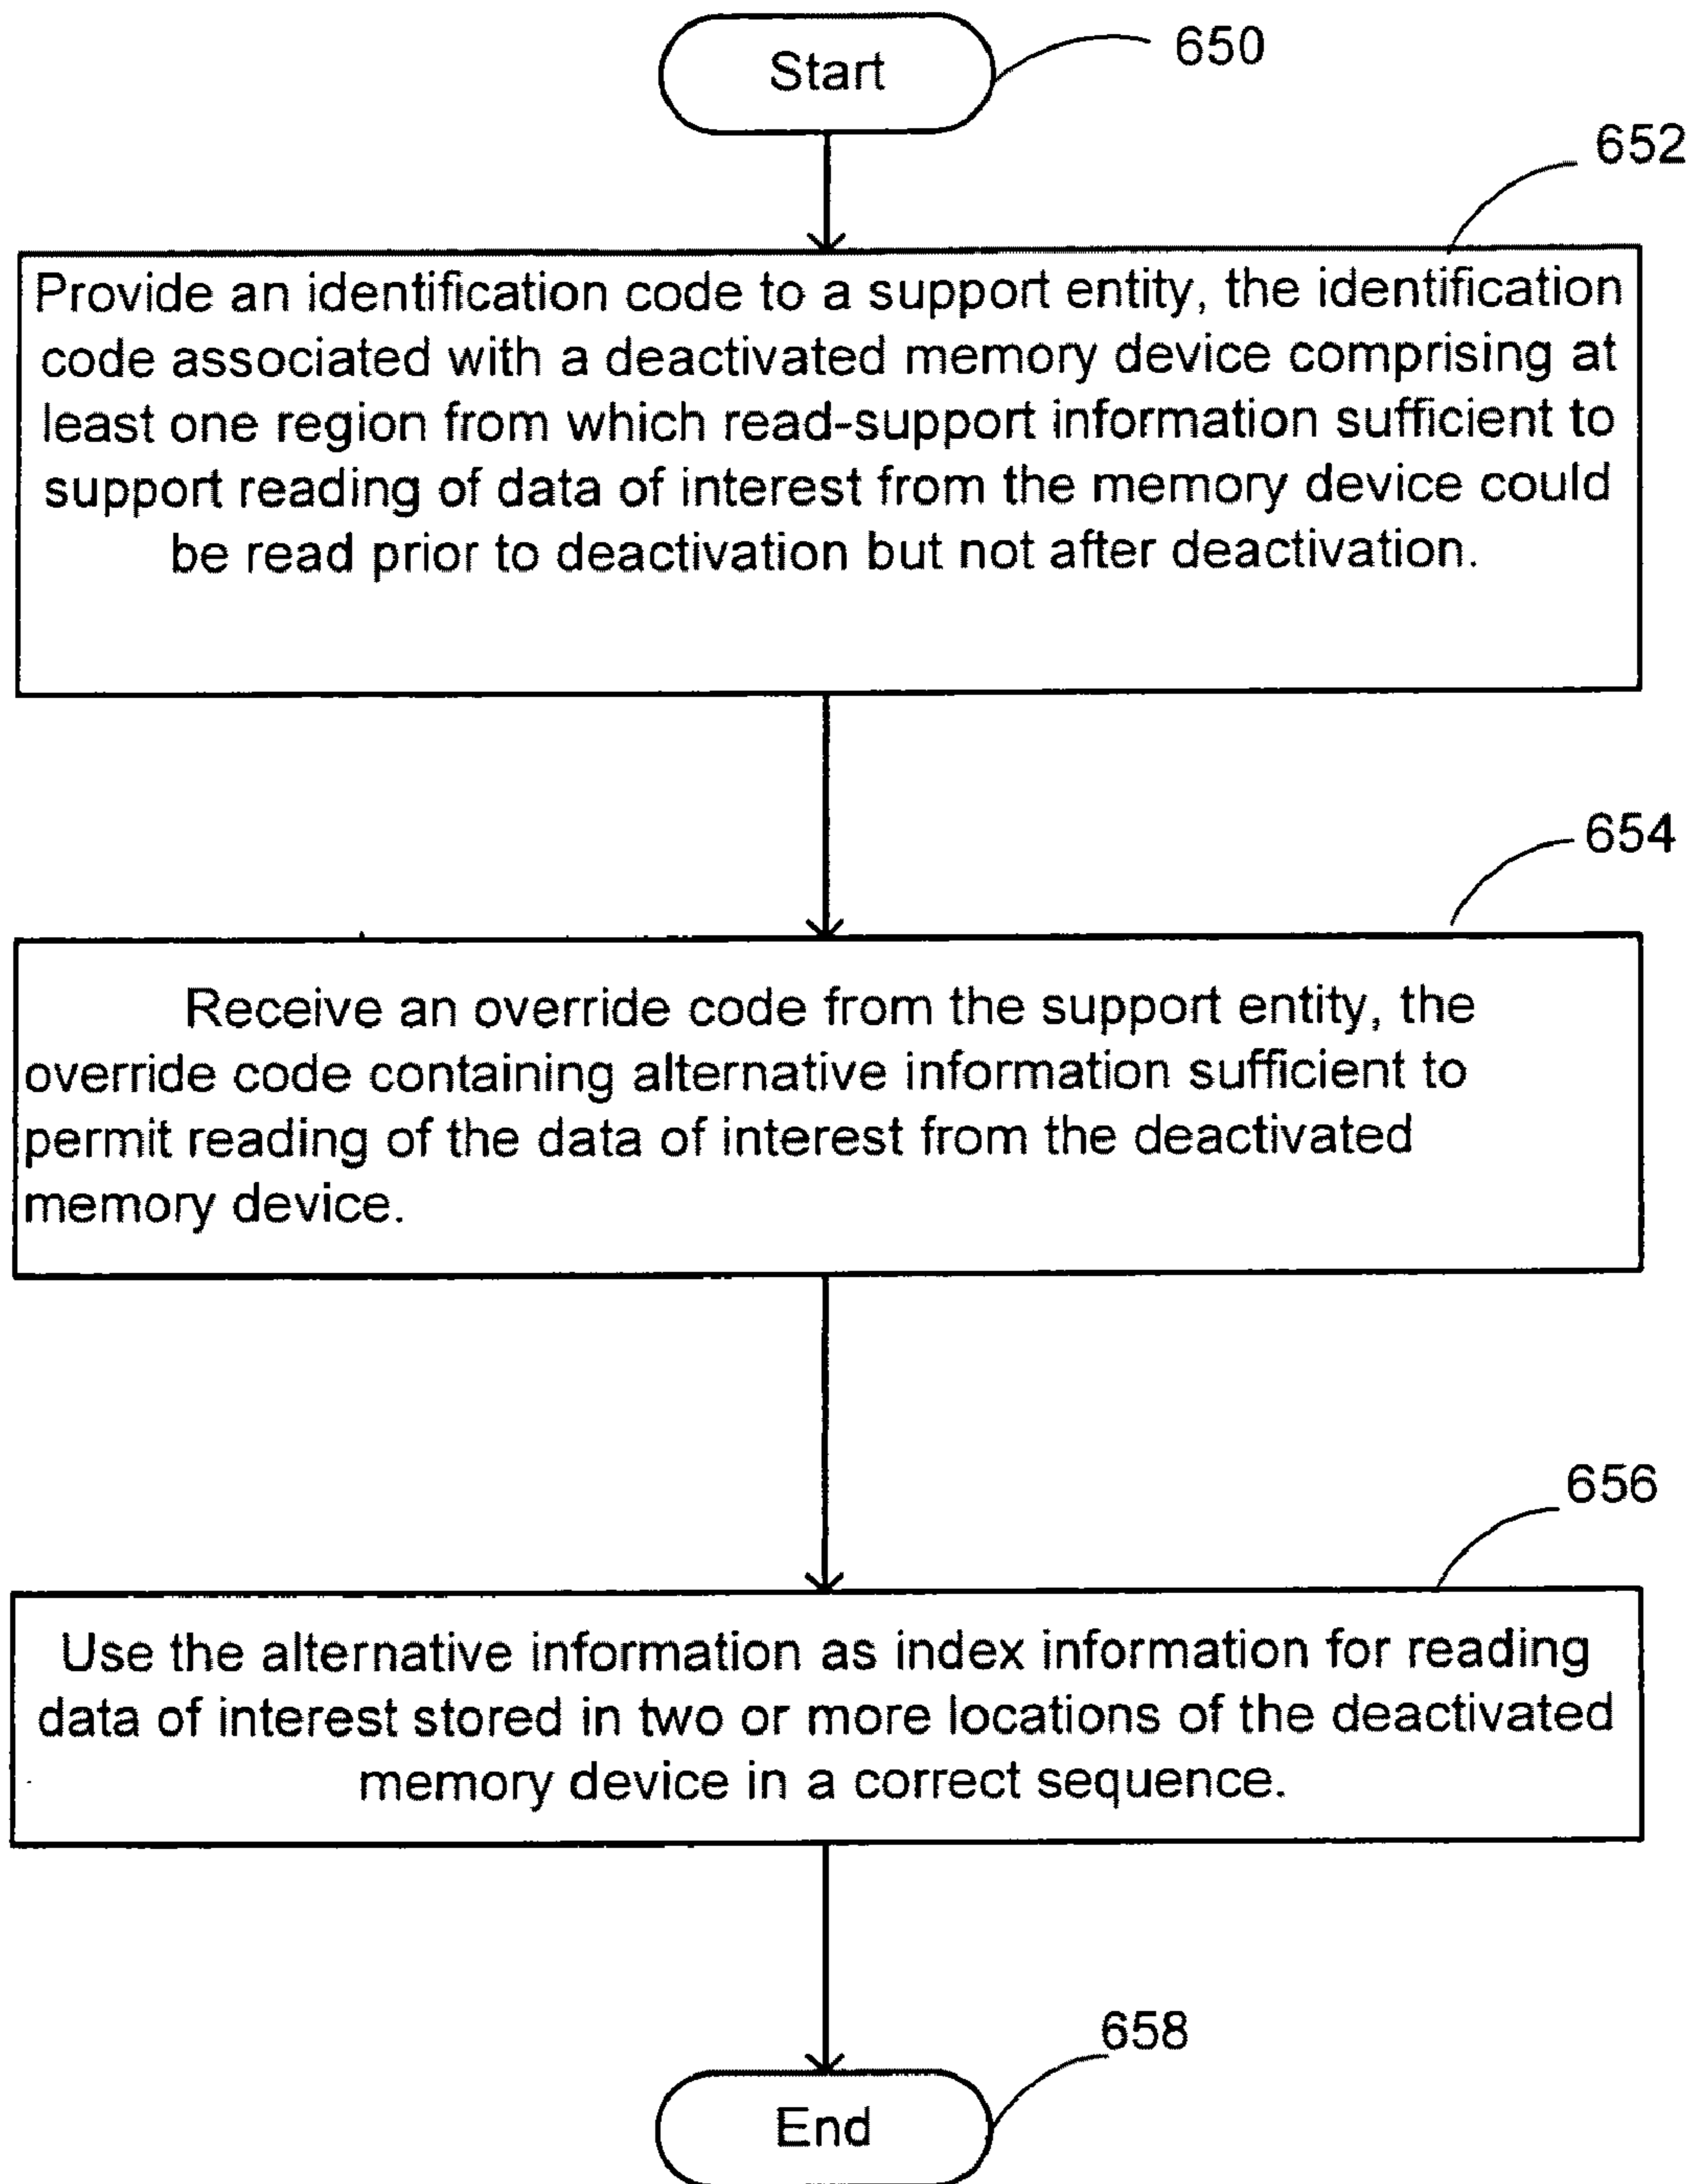 Start
650
652
Provide an identification code to a support entity, the identification
code associated with a deactivated memory device comprising at
least one region from which read-support information sufficient to
support reading of data of interest from the memory device could
be read prior to deactivation but not after deactivation.
654
Receive an override code from the support entity, the
override code containing alternative information sufficient to
permit reading of the data of interest from the deactivated
memory device.
656
Use the alternative information as index information for reading
data of interest stored in two or more locations of the deactivated
memory device in a correct sequence.
658
End